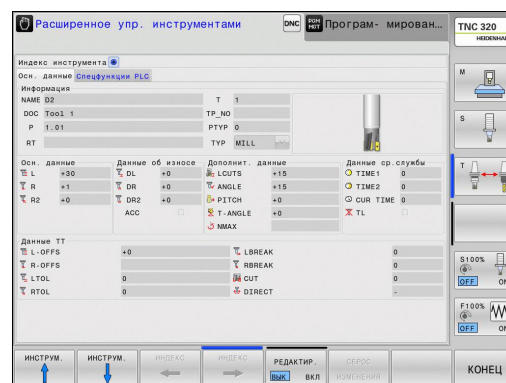 Расширенное упр. инструментами
DNC
PGM
MGT
Програм- мирован…
TNC 320
HEIDENHA
Индекс инструмента
Осн. данные Спецфункции PLC
Информация
NAME D2 T 1
DOC Tool 1 TP_NO
P 1.01 PTYP 0
RT TYP MILL
Осн. данные Данные об износе Дополнит. данные Данные ср.службы
L +30 DL +0 LCUTS +15 TIME1 0
R +1 DR +0 ANGLE +15 TIME2 0
R2 +0 DR2 +0 PITCH +0 CUR TIME 0
ACC T-ANGLE +0 TL
NMAX
Данные ТТ
L-OFFS +0 LBREAK 0
R-OFFS RBREAK 0
LTOL 0 CUT 0
RTOL 0 DIRECT -
M
S
T
S100%
OFF ON
F100%
OFF ON
ИНСТРУМ. ИНСТРУМ. ИНДЕКС ИНДЕКС РЕДАКТИР. СБРОС КОНЕЦ
ВЫК ВКЛ ИЗМЕНЕНИЯ